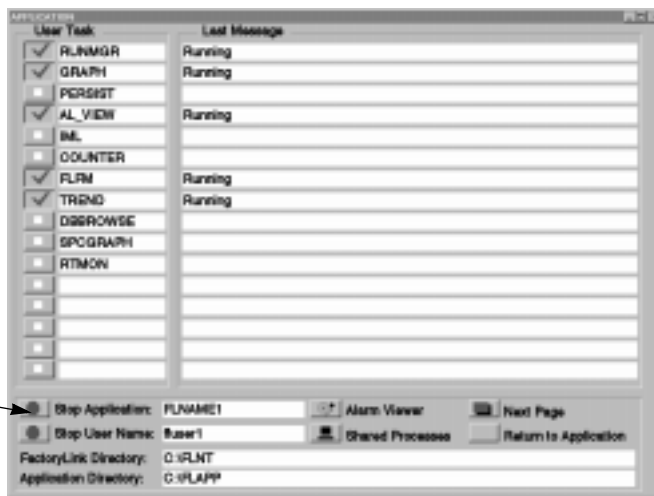 APPLICATION
User Task Last Message
RUNMGR Running
GRAPH Running
PERSIST
AL_VIEW Running
IML
COUNTER
FLFM Running
TREND Running
DBBROWSE
SPCGRAPH
RTMON
Stop Application: FLNAME1 Alarm Viewer Next Page
Stop User Name: fluser1 Shared Processes Return to Application
FactoryLink Directory: C:\FLNT
Application Directory: C:\FLAPP